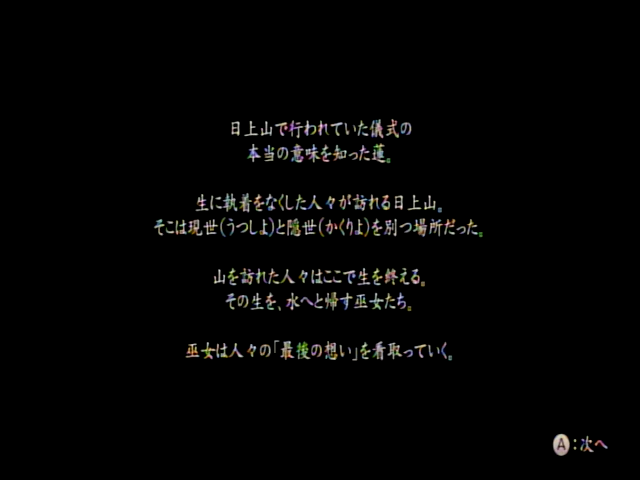 日上山で行われていた儀式の
本当の意味を知った蓮。
生に執着をなくした人々が訪れる日上山。
そこは現世(うつしよ)と隠世(かくりよ)を別つ場所だった。
山を訪れた人々はここで生を終える。
その生を、水へと帰す巫女たち。
巫女は人々の「最後の想い」を看取っていく。
A:次へ